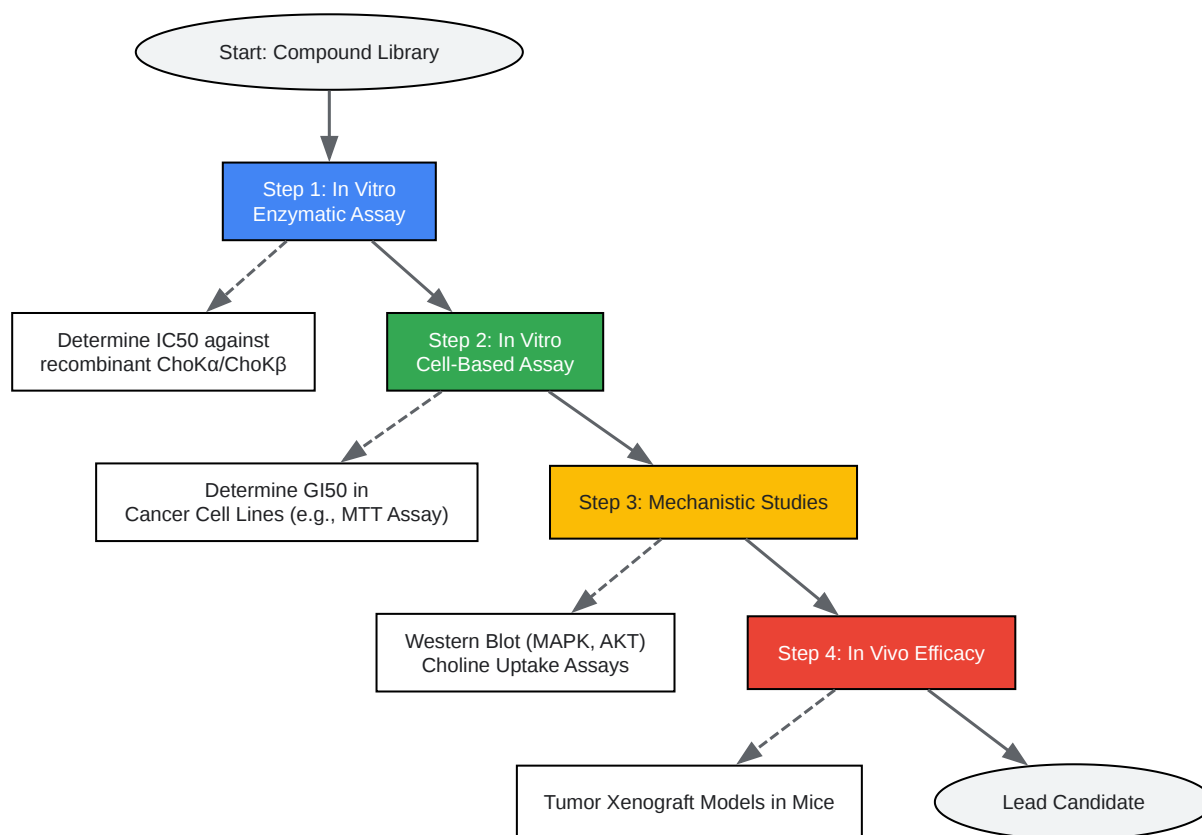 Start: Compound Library
Step 1: In Vitro
Enzymatic Assay
Determine IC50 against
recombinant ChoKα/ChoKβ
Step 2: In Vitro
Cell-Based Assay
Determine GI50 in
Cancer Cell Lines (e.g., MTT Assay)
Step 3: Mechanistic Studies
Western Blot (MAPK, AKT)
Choline Uptake Assays
Step 4: In Vivo Efficacy
Tumor Xenograft Models in Mice
Lead Candidate